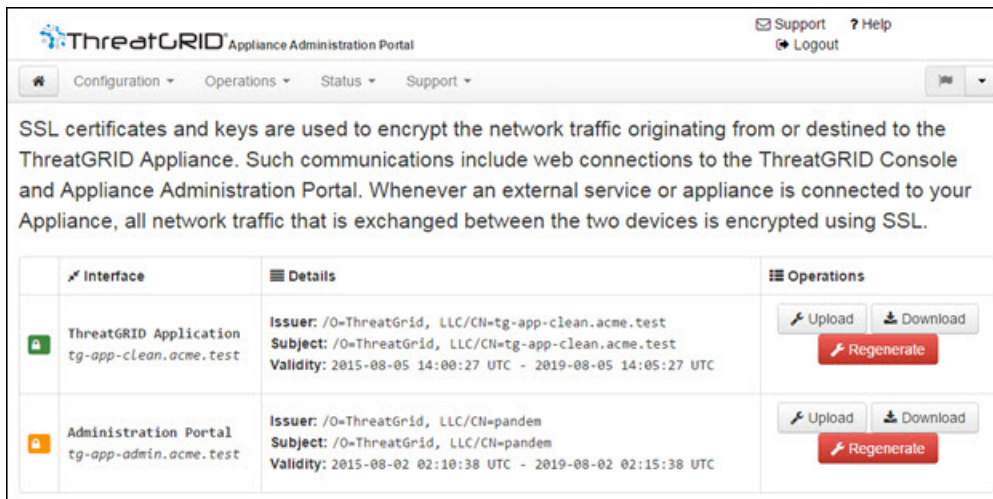 ThreatGRID® Appliance Administration Portal
Support ? Help
Logout
Configuration Operations Status Support
SSL certificates and keys are used to encrypt the network traffic originating from or destined to the
ThreatGRID Appliance. Such communications include web connections to the ThreatGRID Console
and Appliance Administration Portal. Whenever an external service or appliance is connected to your
Appliance, all network traffic that is exchanged between the two devices is encrypted using SSL.
Interface Details Operations
ThreatGRID Application
tg-app-clean.acme.test
Issuer: /O=ThreatGrid, LLC/CN=tg-app-clean.acme.test
Subject: /O=ThreatGrid, LLC/CN=tg-app-clean.acme.test
Validity: 2015-08-05 14:00:27 UTC - 2019-08-05 14:05:27 UTC
Upload Download
Regenerate
Administration Portal
tg-app-admin.acme.test
Issuer: /O=ThreatGrid, LLC/CN=pandem
Subject: /O=ThreatGrid, LLC/CN=pandem
Validity: 2015-08-02 02:10:38 UTC - 2019-08-02 02:15:38 UTC
Upload Download
Regenerate